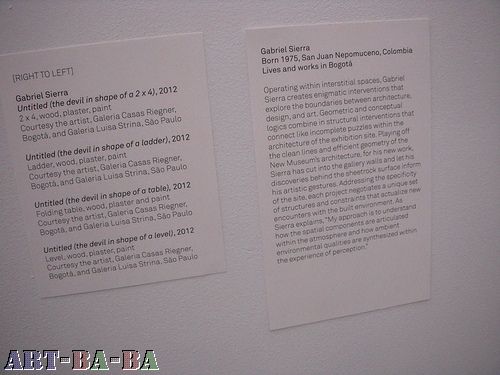 [RIGHT TO LEFT]
Gabriel Sierra
Untitled (the devil in shape of a 2 x 4), 2012
2 x 4, wood, plaster, paint
Courtesy the artist, Galeria Casas Riegner,
Bogotá, and Galeria Luisa Strina, São Paulo
Untitled (the devil in shape of a ladder), 2012
Ladder, wood, plaster, paint
Courtesy the artist, Galeria Casas Riegner,
Bogotá, and Galeria Luisa Strina, São Paulo
Untitled (the devil in shape of a table), 2012
Folding table, wood, plaster and paint
Courtesy the artist, Galeria Casas Riegner,
Bogotá, and Galeria Luisa Strina, São Paulo
Untitled (the devil in shape of a level), 2012
Level, wood, plaster, paint
Courtesy the artist, Galeria Casas Riegner,
Bogotá, and Galeria Luisa Strina, São Paulo
Gabriel Sierra
Born 1975, San Juan Nepomuceno, Colombia
Lives and works in Bogotá
Operating within interstitial spaces, Gabriel
Sierra creates enigmatic interventions that
explore the boundaries between architecture,
design, and art. Geometric and conceptual
logics combine in structural interventions that
connect like incomplete puzzles within the
architecture of the exhibition site. Playing off
the clean lines and efficient geometry of the
New Museum's architecture, for his new work,
Sierra has cut into the gallery walls and let his
discoveries behind the sheetrock surface inform
his artistic gestures. Addressing the specificity
of the site, each project negotiates a unique set
of structures and constraints that actualize new
encounters with the built environment. As
Sierra explains, "My approach is to understand
how the spatial components are articulated
within the atmosphere and how ambient
environmental qualities are synthesized within
the experience of perception."
ART-BA-BA